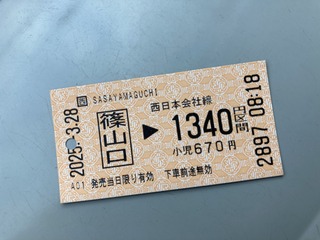 SASAYAMAGUCHI
西日本会社線
篠山口 ▶ 1340円区間
小児670円
2025.-3.28
2897 08:18
A01 発売当日限り有効 下車前途無効